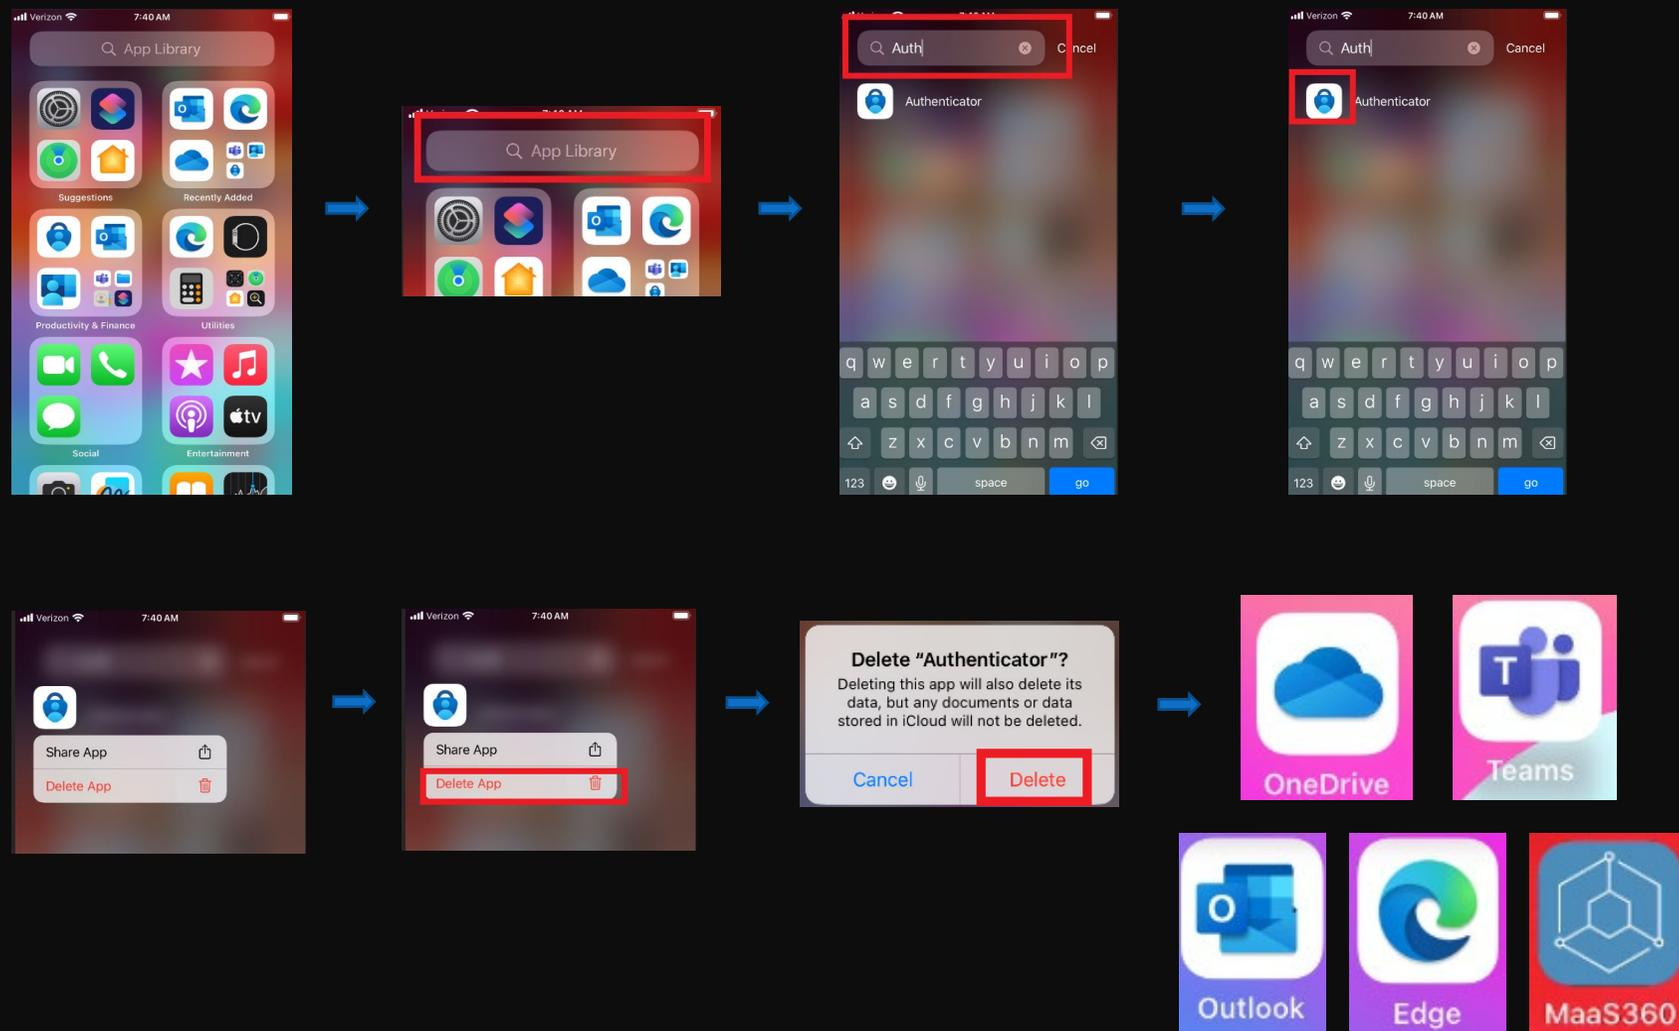 Verizon
7:40 AM
App Library
Suggestions
Recently Added
Productivity & Finance
Utilities
Social
tv
Entertainment
App Library
Auth
Cancel
Authenticator
q w e r t y u i o p
a s d f g h j k l
z x c v b n m
123 space go
Verizon 7:40 AM
Auth
Cancel
Authenticator
q w e r t y u i o p
a s d f g h j k l
z x c v b n m
123 space go
Verizon 7:40 AM
Share App
Delete App
Verizon 7:40 AM
Share App
Delete App
Delete “Authenticator”?
Deleting this app will also delete its
data, but any documents or data
stored in iCloud will not be deleted.
Cancel Delete
OneDrive
T
Teams
O
Outlook
Edge
MaaS360